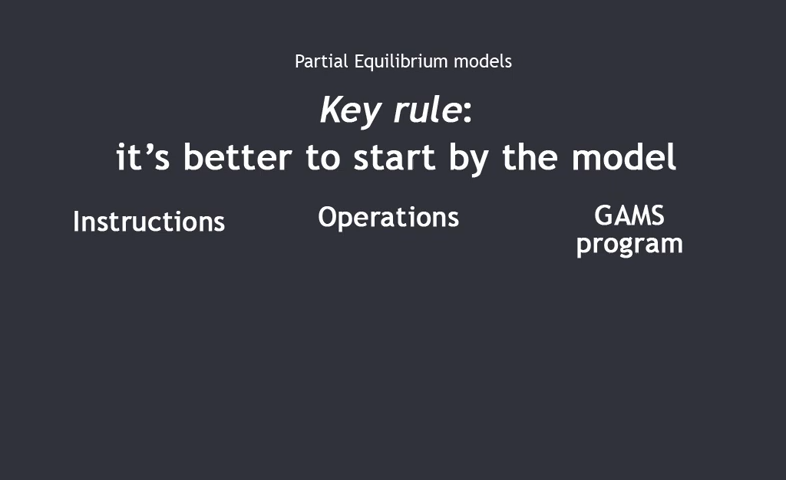 Partial Equilibrium models
Key rule:
it’s better to start by the model
Instructions
Operations
GAMS
program